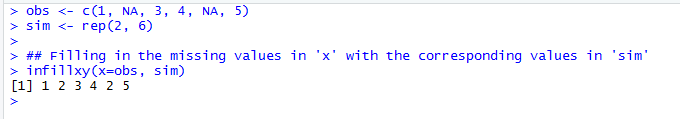 > obs <- c(1, NA, 3, 4, NA, 5)
> sim <- rep(2, 6)
>
> ## Filling in the missing values in 'x' with the corresponding values in 'sim'
> infillxy(x=obs, sim)
[1] 1 2 3 4 2 5
>